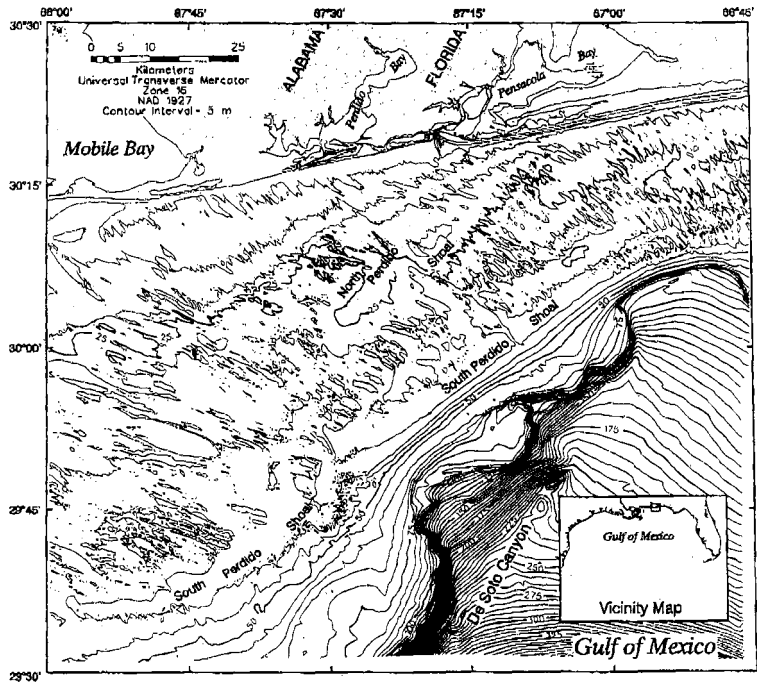 88°00'
87°45'
87°30'
87°15'
87°00'
86°45'
30°30'
0 5 10 25
Kilometers
Universal Transverse Mercator
Zone 16
NAD 1927
Contour Interval - 5 m
ALABAMA
FLORIDA
Perdido Bay
Pensacola Bay
Mobile Bay
30°15'
North Perdido Shoal
25
25
30°00'
South Perdido Shoal
50
50
175
29°45'
South Perdido Shoal
50
De Soto Canyon
250
275
Gulf of Mexico
Vicinity Map
Gulf of Mexico
29°30'